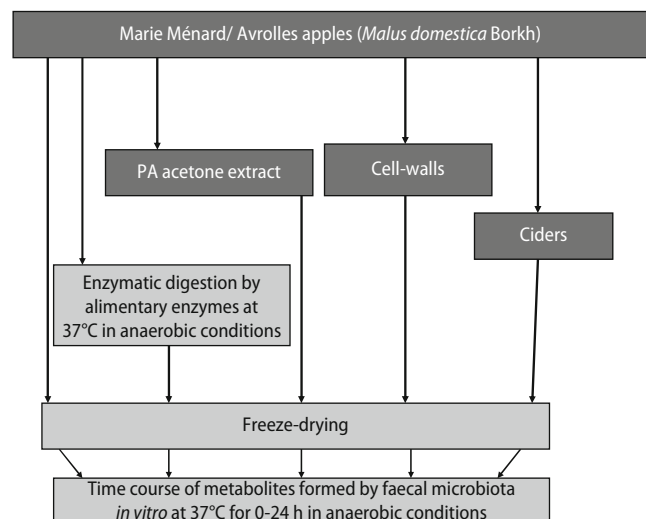 Marie Ménard/ Avrolles apples (Malus domestica Borkh)
PA acetone extract
Cell-walls
Ciders
Enzymatic digestion by
alimentary enzymes at
37°C in anaerobic conditions
Freeze-drying
Time course of metabolites formed by faecal microbiota
in vitro at 37°C for 0-24 h in anaerobic conditions